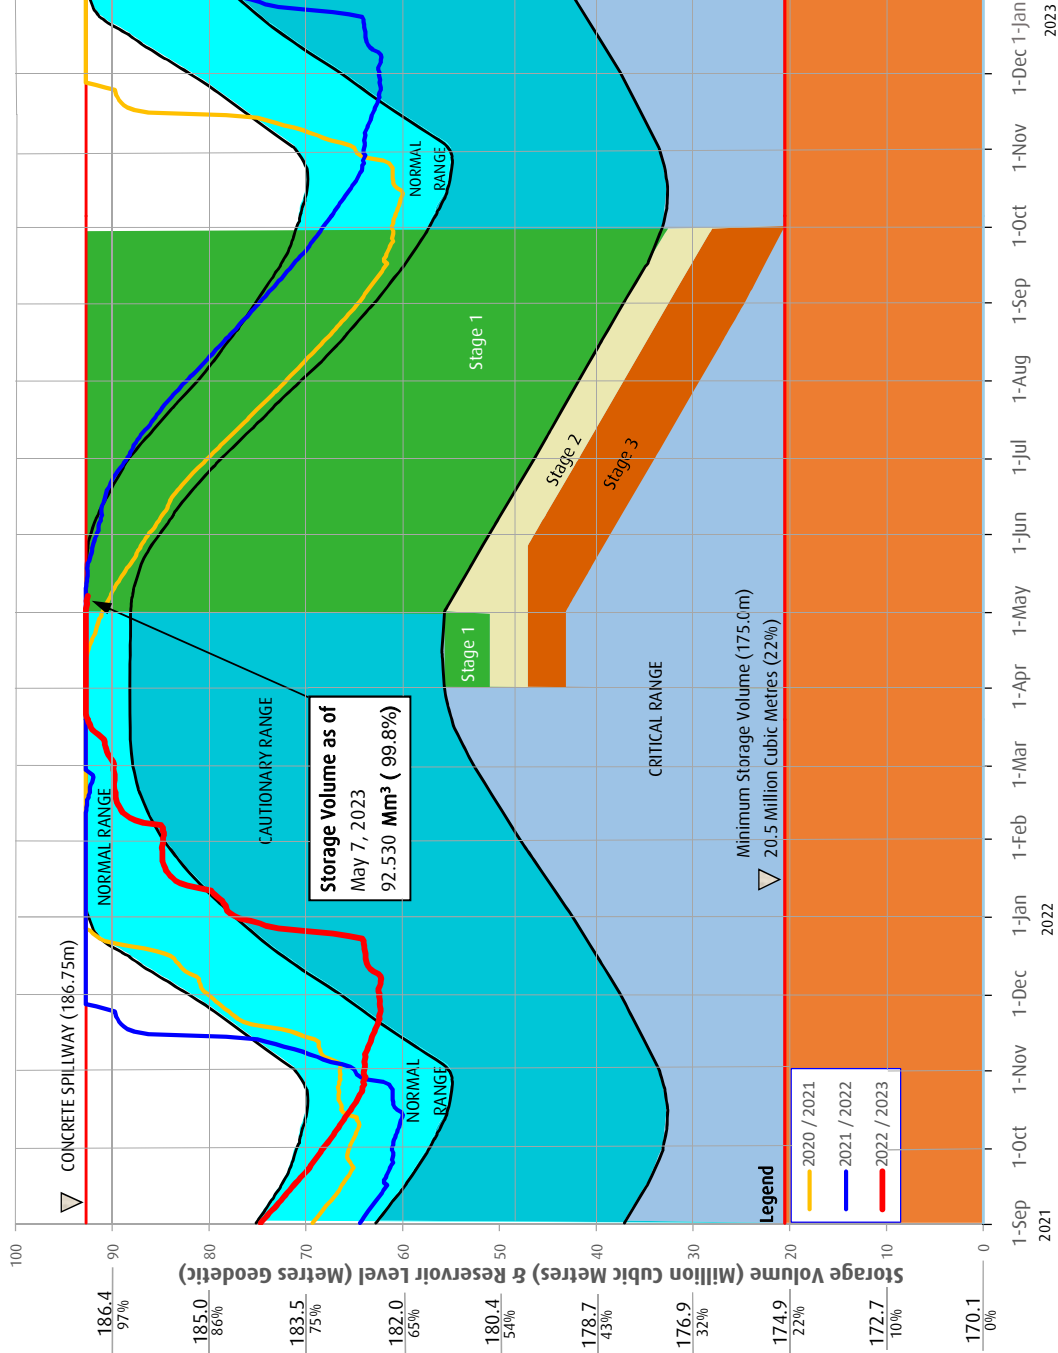 CONCRETE SPILLWAY (186.75m)
NORMAL RANGE
NORMAL
RANGE
NORMAL
RANGE
CAUTIONARY RANGE
Storage Volume as of
May 7, 2023
92.530 Mm³ ( 99.8%)
Stage 1
Stage 1
Stage 2
Stage 3
CRITICAL RANGE
Minimum Storage Volume (175.0m)
20.5 Million Cubic Metres (22%)
Legend
2020 / 2021
2021 / 2022
2022 / 2023
Storage Volume (Million Cubic Metres) & Reservoir Level (Metres Geodetic)
100
90
80
70
60
50
40
30
20
10
0
186.4
97%
185.0
86%
183.5
75%
182.0
65%
180.4
54%
178.7
43%
176.9
32%
174.9
22%
172.7
10%
170.1
0%
1-Sep
1-Oct
1-Nov
1-Dec
1-Jan
1-Feb
1-Mar
1-Apr
1-May
1-Jun
1-Jul
1-Aug
1-Sep
1-Oct
1-Nov
1-Dec
1-Jan
2021
2022
2023